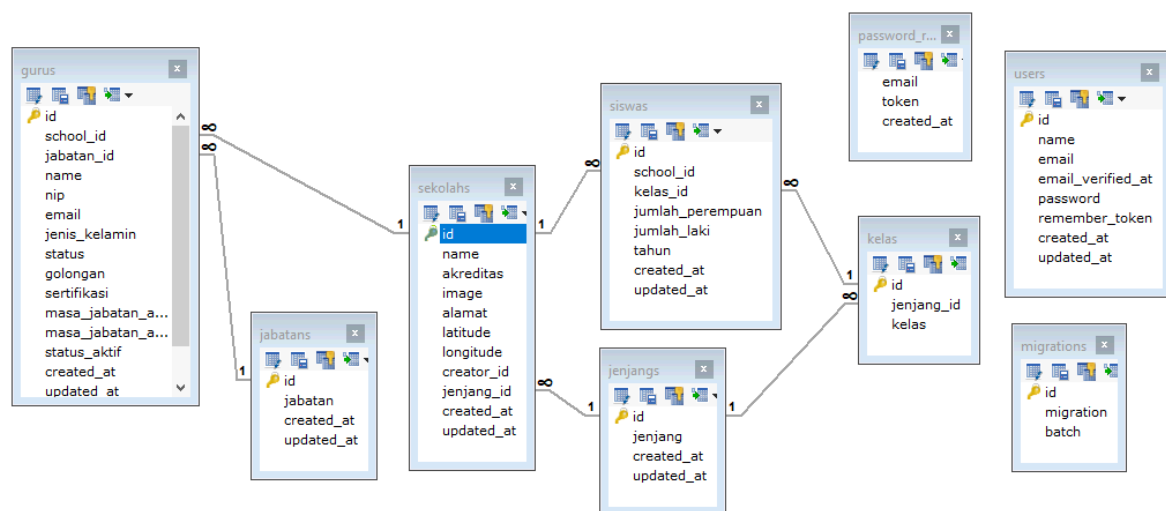 gurus
id
school_id
jabatan_id
name
nip
email
jenis_kelamin
status
golongan
sertifikasi
masa_jabatan_a...
masa_jabatan_a...
status_aktif
created_at
updated_at
jabatans
id
jabatan
created_at
updated_at
sekolahs
id
name
akreditas
image
alamat
latitude
longitude
creator_id
jenjang_id
created_at
updated_at
siswas
id
school_id
kelas_id
jumlah_perempuan
jumlah_laki
tahun
created_at
updated_at
jenjangs
id
jenjang
created_at
updated_at
password_r...
email
token
created_at
kelas
id
jenjang_id
kelas
users
id
name
email
email_verified_at
password
remember_token
created_at
updated_at
migrations
id
migration
batch
∞
1
∞
1
∞
1
∞
1
∞
1
∞
1